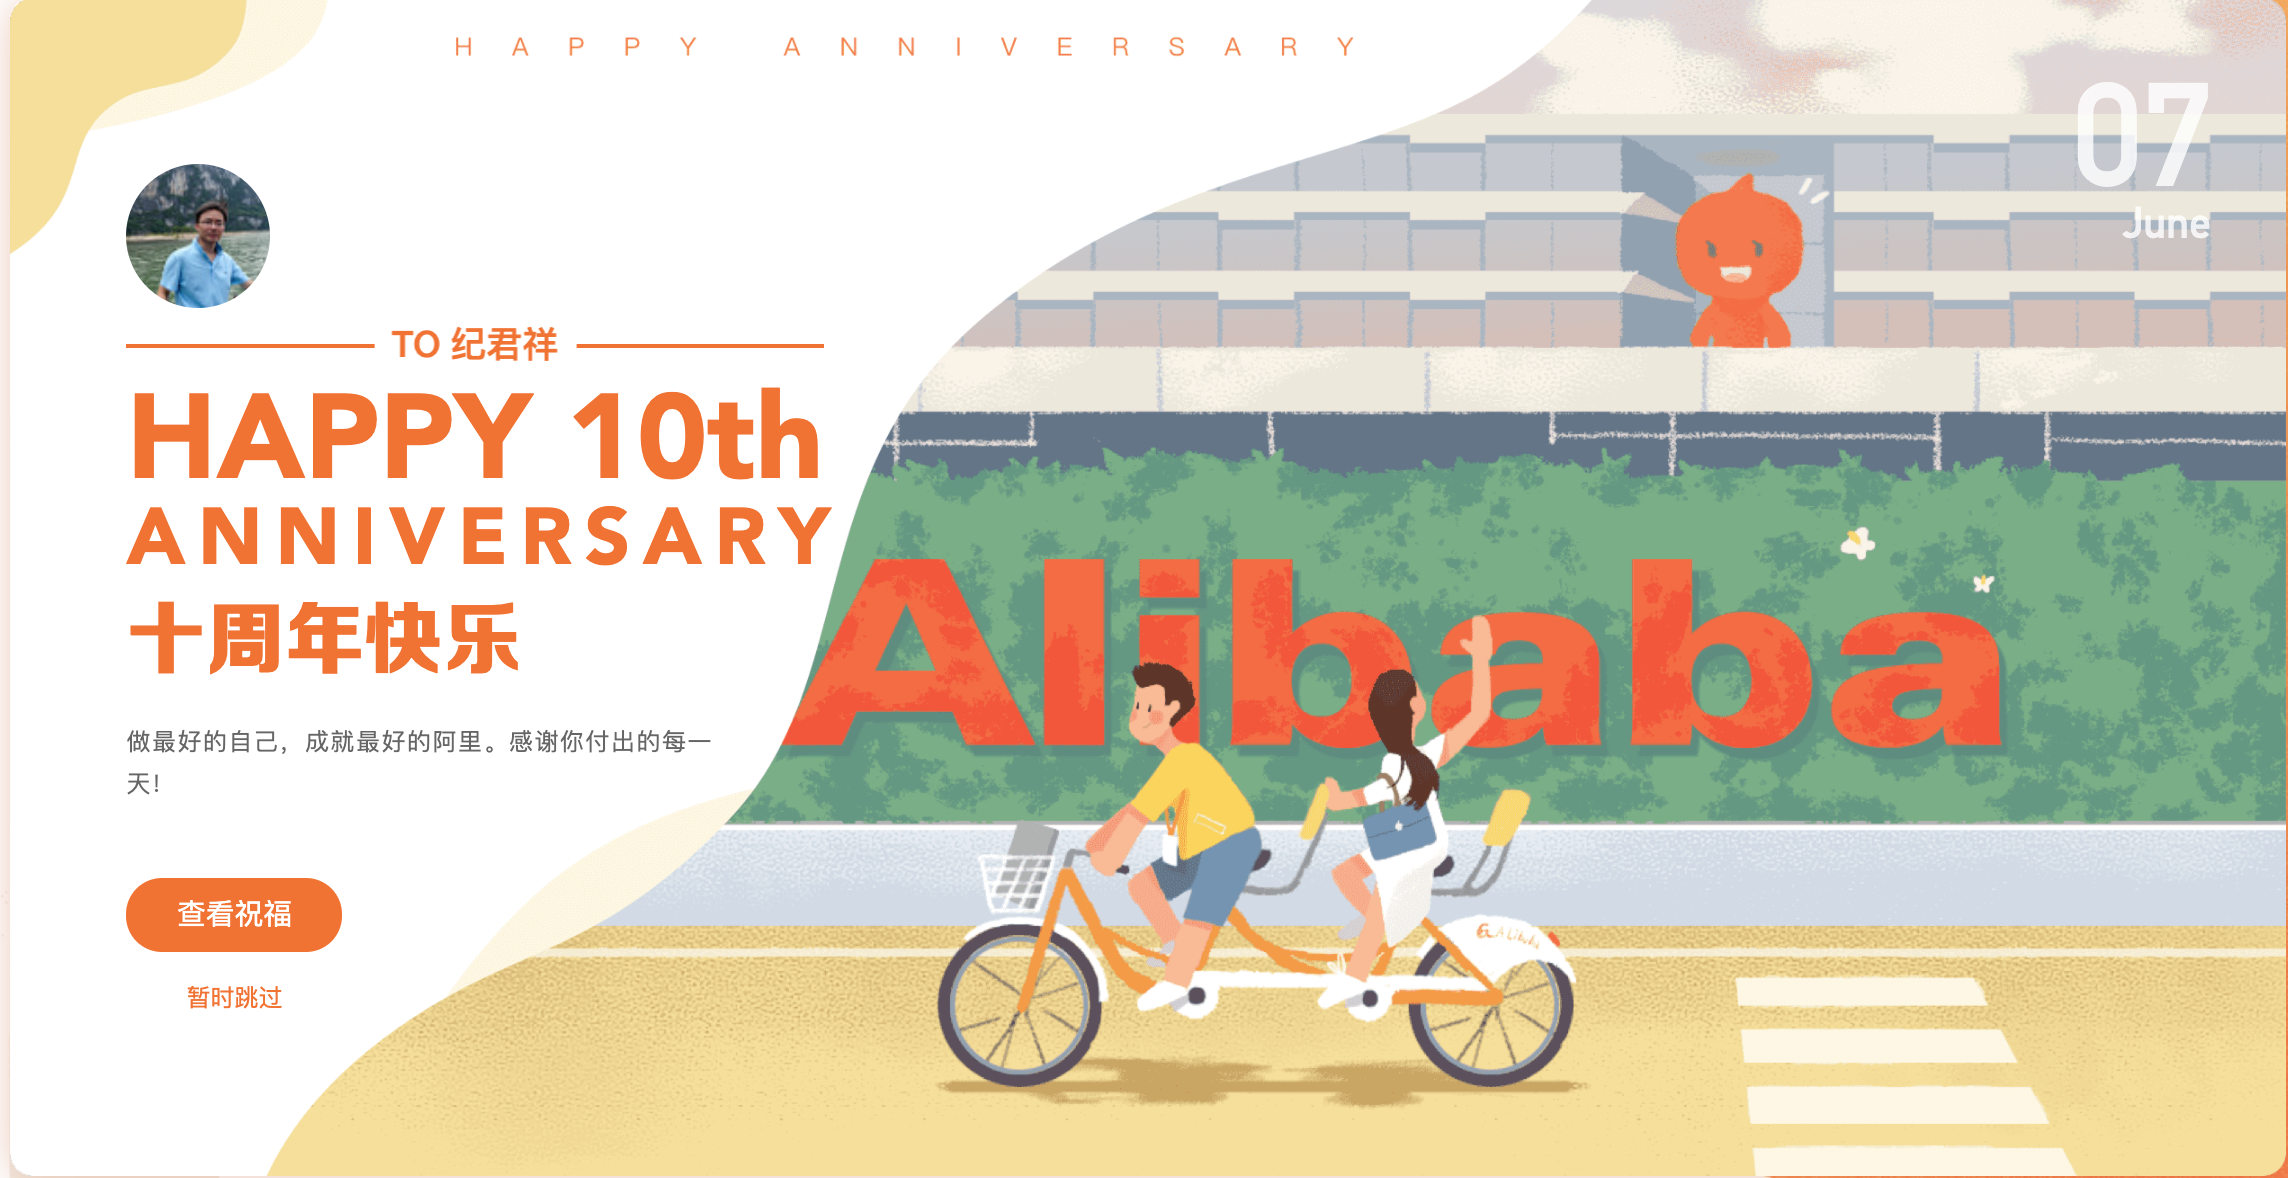 HAPPY ANNIVERSARY
07
June
TO 纪君祥
HAPPY 10th
ANNIVERSARY
十周年快乐
做最好的自己，成就最好的阿里。感谢你付出的每一
天！
查看祝福
暂时跳过
Alibaba
Alibaba